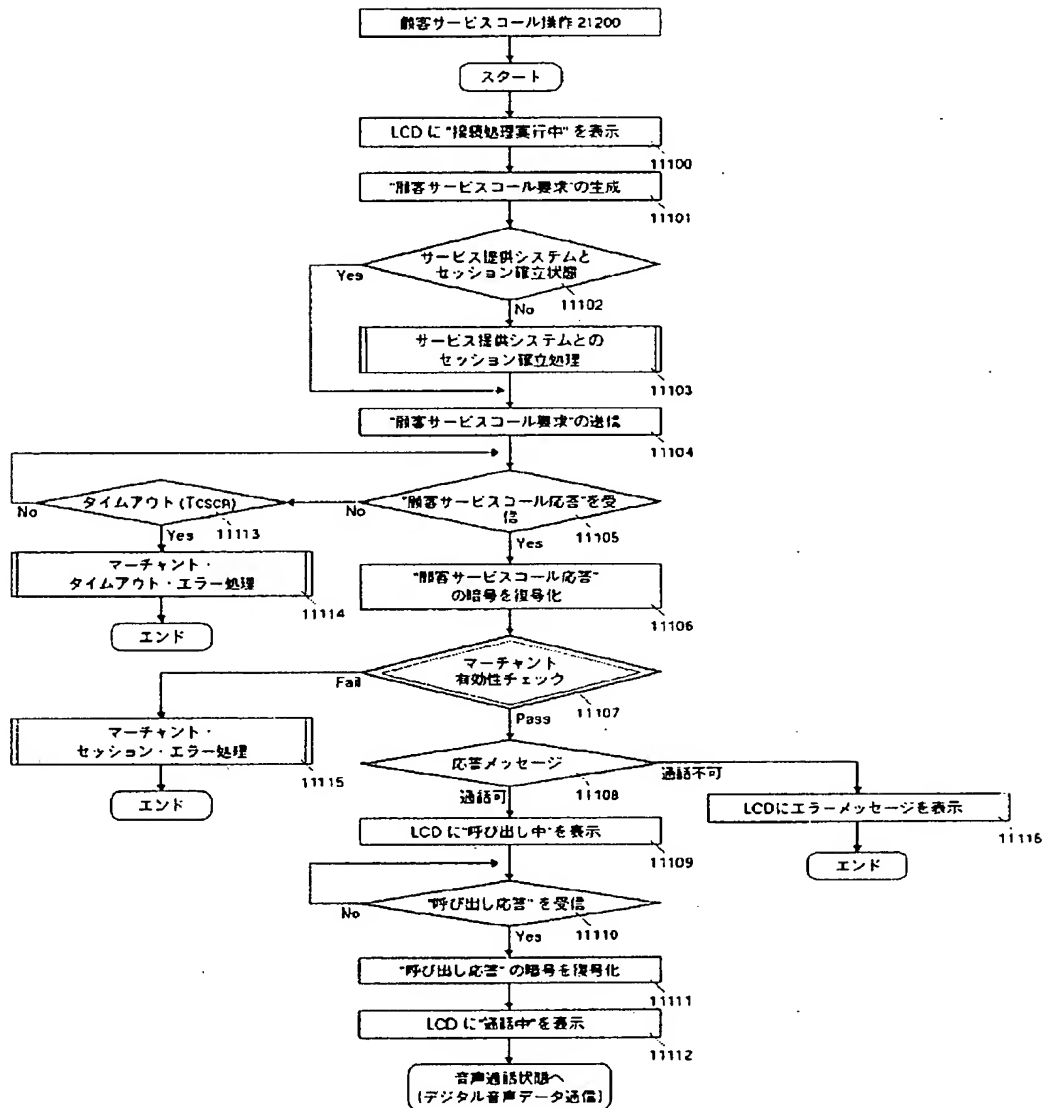 顧客サービスコール操作 21200
スタート
LCD に "接続処理実行中" を表示
11100
"顧客サービスコール要求" の生成
11101
サービス提供システムと
セッション確立状態
11102
Yes
No
サービス提供システムとの
セッション確立処理
11103
"顧客サービスコール要求" の送信
11104
"顧客サービスコール応答" を受
信
11105
No
Yes
タイムアウト (TCSCR)
11113
No
Yes
マーチャント・
タイムアウト・エラー処理
11114
エンド
"顧客サービスコール応答"
の暗号を復号化
11106
マーチャント
有効性チェック
11107
Fail
Pass
マーチャント・
セッション・エラー処理
11115
エンド
応答メッセージ
11108
通話可
通話不可
LCDにエラーメッセージを表示
11116
エンド
LCD に "呼び出し中" を表示
11109
"呼び出し応答" を受信
11110
No
Yes
"呼び出し応答" の暗号を復号化
11111
LCD に "通話中" を表示
11112
音声通話状態へ
(デジタル音声データ通信)